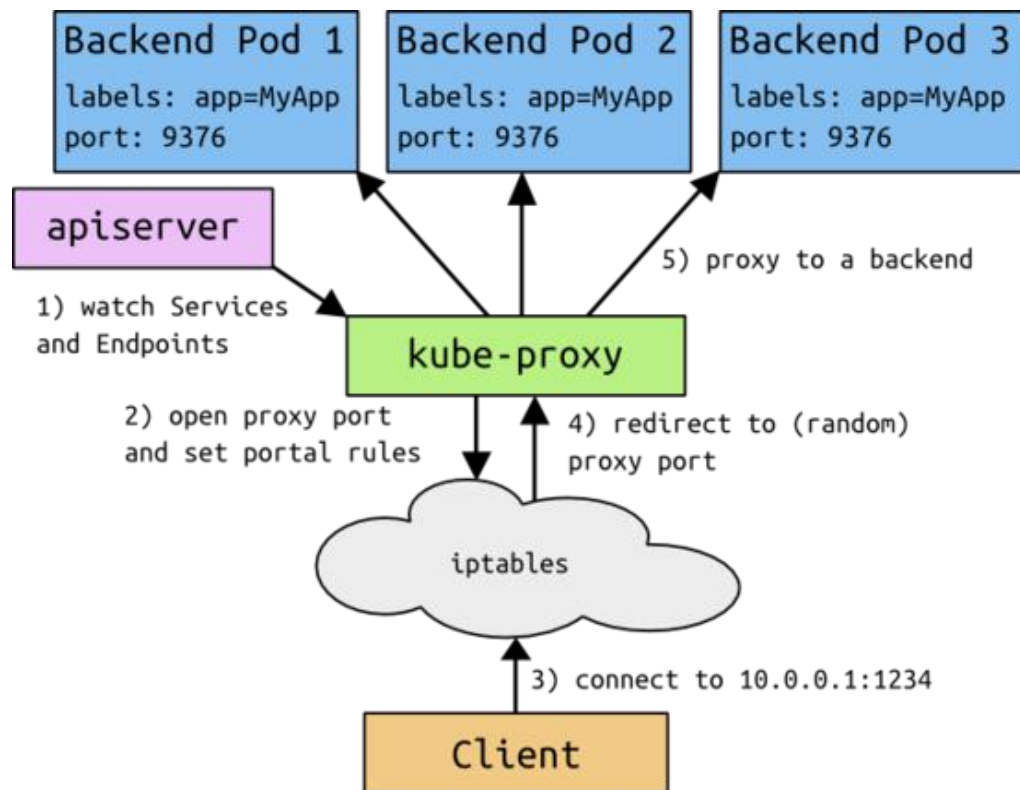 Backend Pod 1
labels: app=MyApp
port: 9376
Backend Pod 2
labels: app=MyApp
port: 9376
Backend Pod 3
labels: app=MyApp
port: 9376
apiserver
5) proxy to a backend
1) watch Services
and Endpoints
kube-proxy
2) open proxy port
and set portal rules
4) redirect to (random)
proxy port
iptables
3) connect to 10.0.0.1:1234
Client